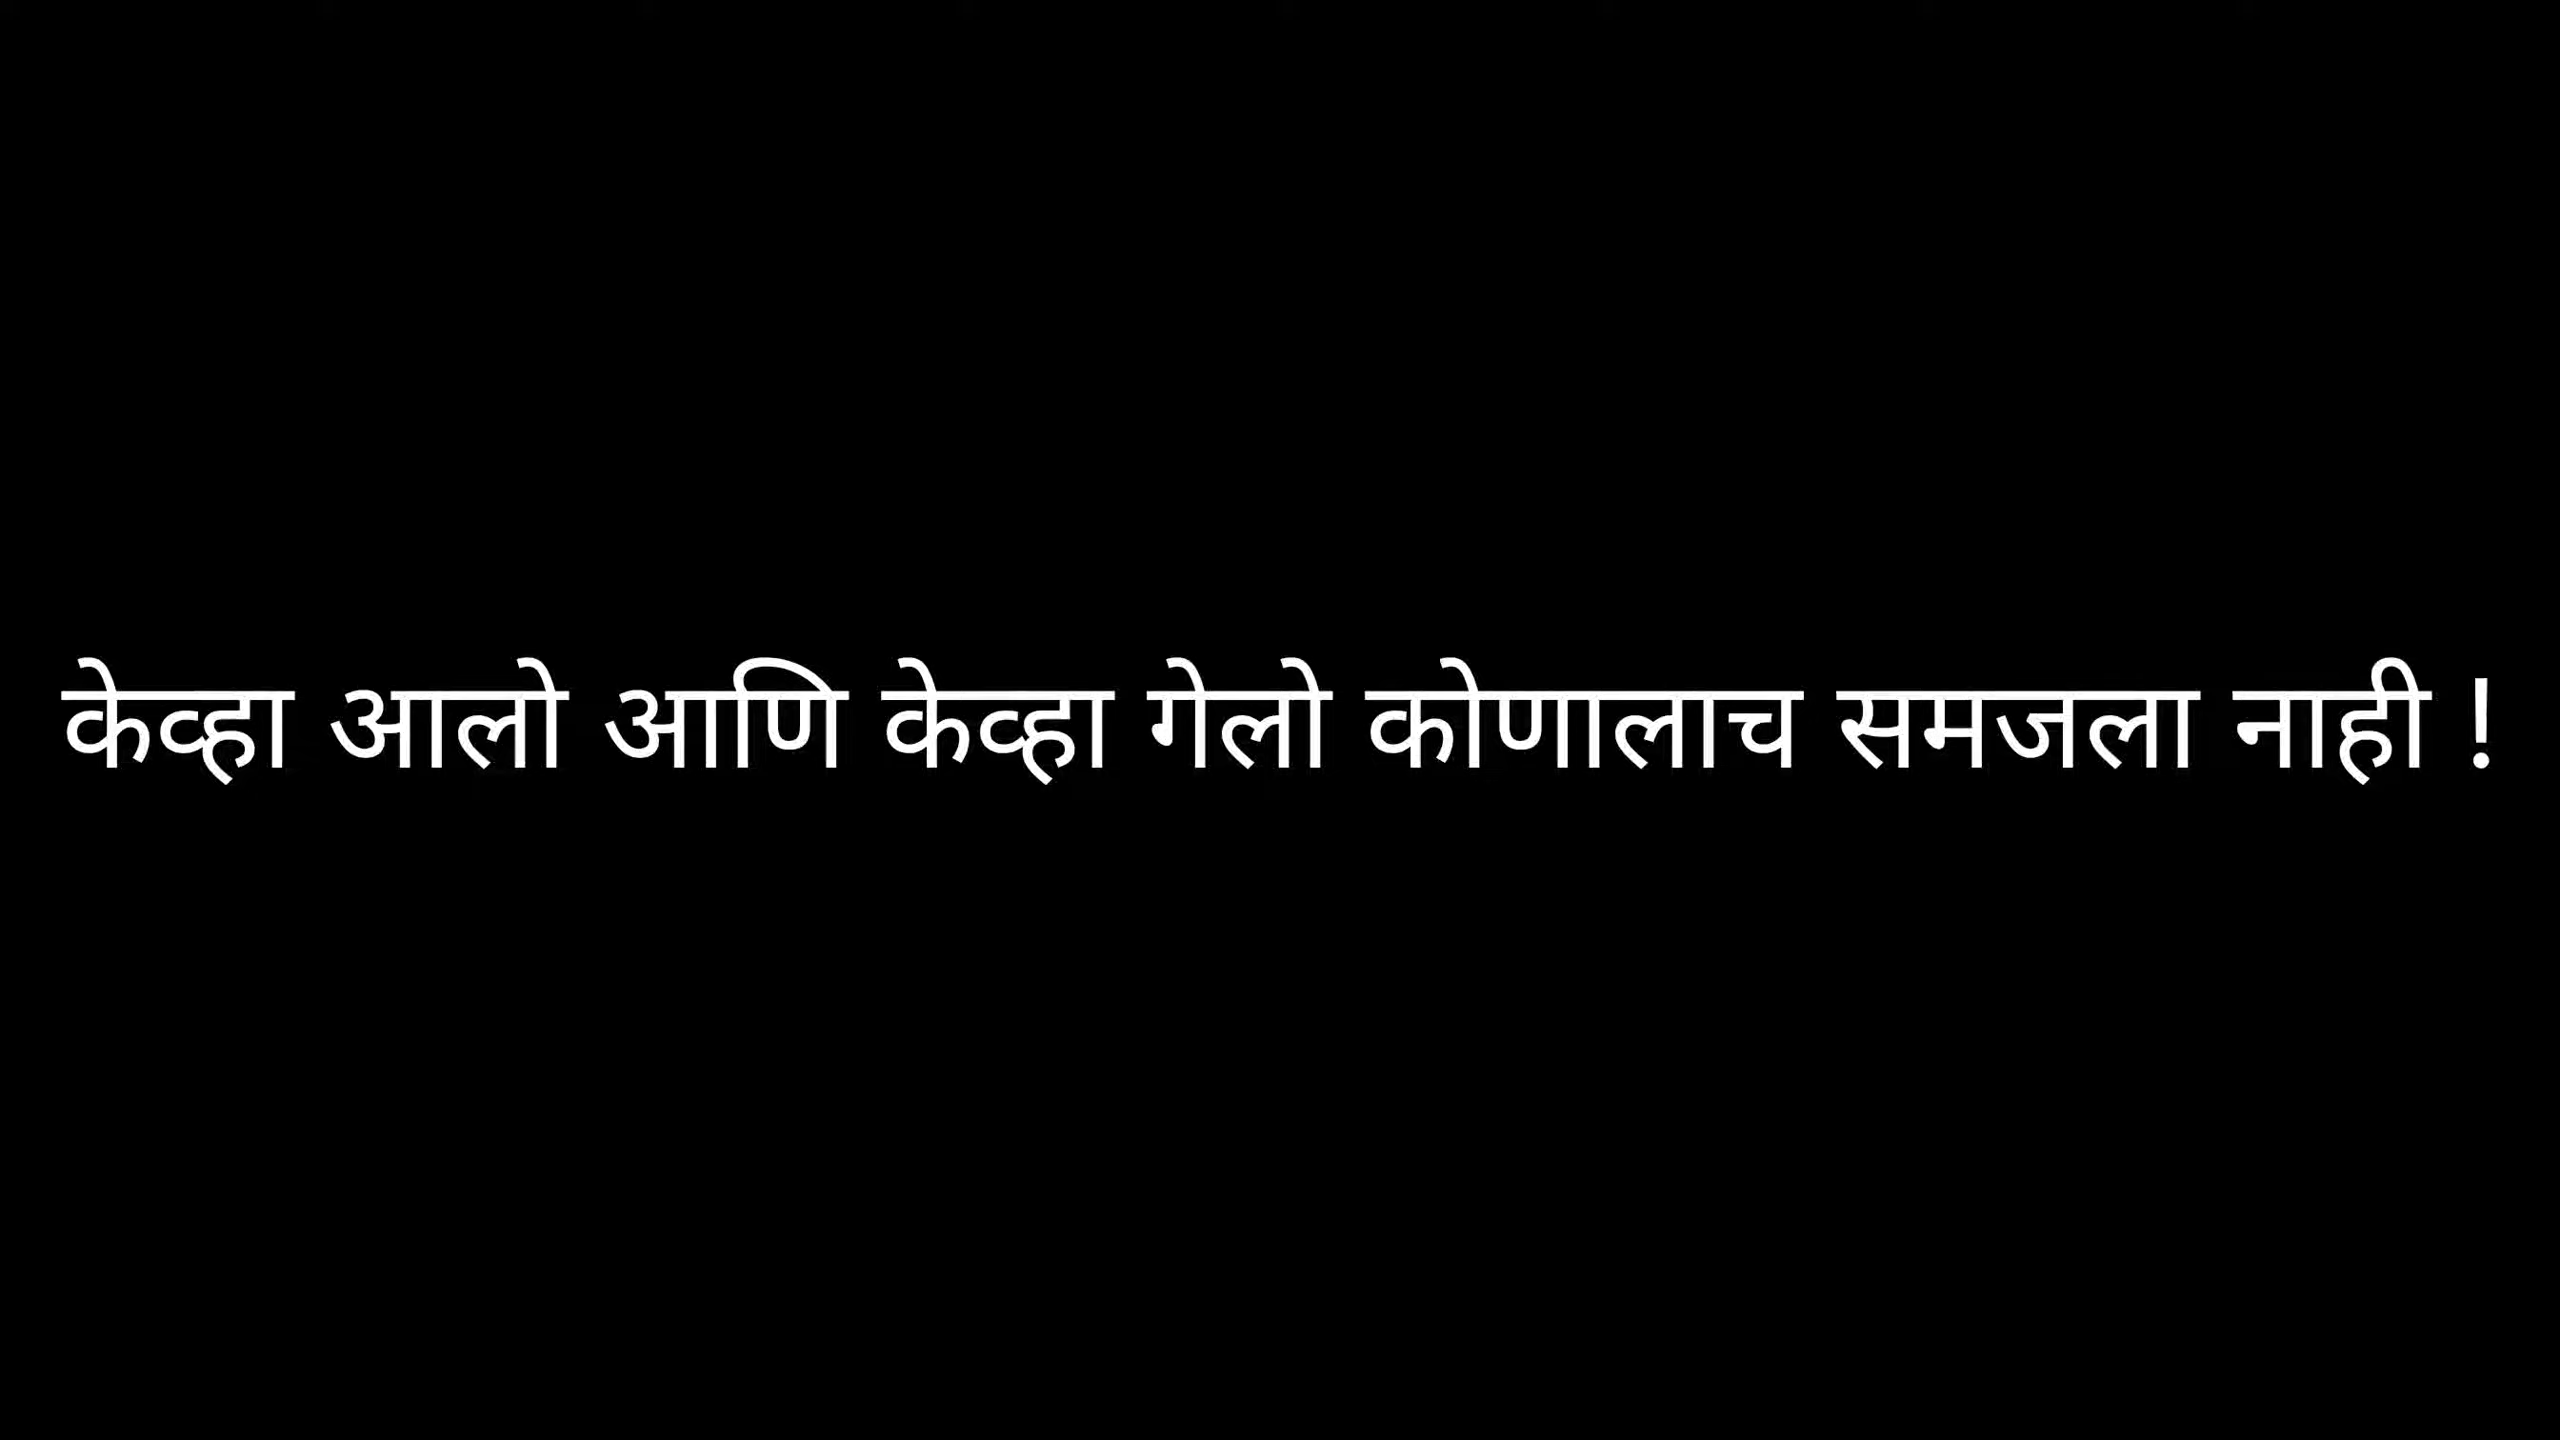 केव्हा आलो आणि केव्हा गेलो कोणालाच समजला नाही !